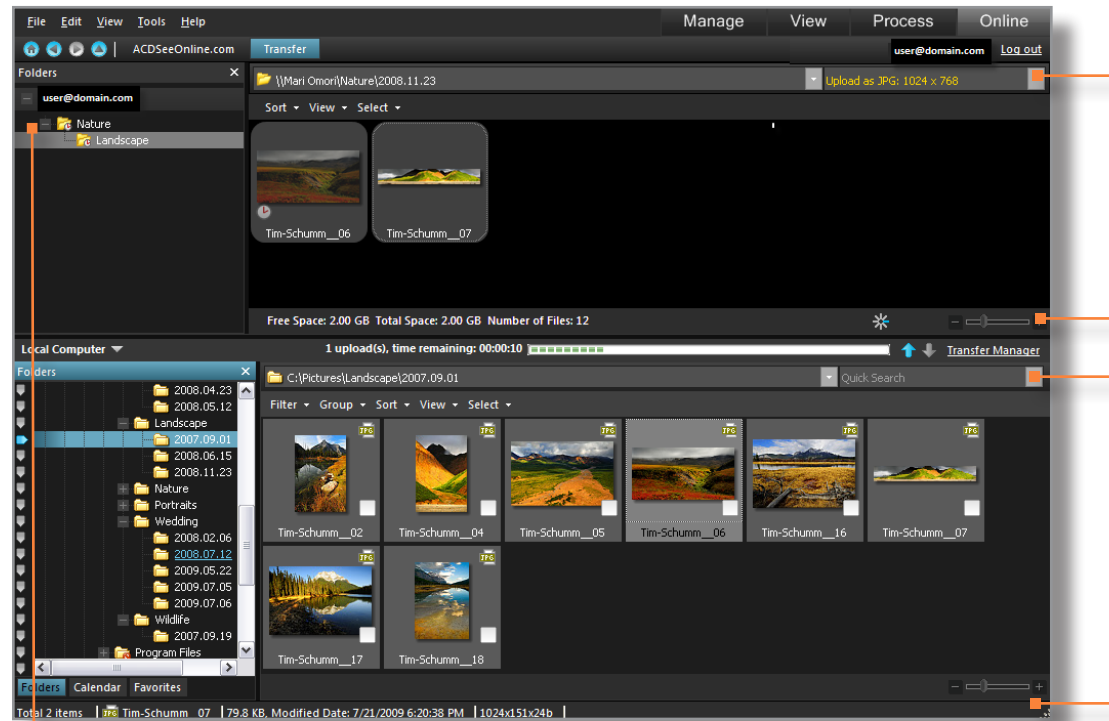 File Edit View Tools Help
Manage View Process Online
ACDSeeOnline.com Transfer user@domain.com Log out
Folders
\\Mari Omori\Nature\2008.11.23 Upload as JPG: 1024 x 768
user@domain.com
Sort View Select
Nature
Landscape
Tim-Schumm__06 Tim-Schumm__07
Free Space: 2.00 GB Total Space: 2.00 GB Number of Files: 12
Local Computer 1 upload(s), time remaining: 00:00:10 Transfer Manager
Folders
C:\Pictures\Landscape\2007.09.01 Quick Search
2008.04.23
2008.05.12
Landscape
2007.09.01
2008.06.15
2008.11.23
Nature
Portraits
Wedding
2008.02.06
2008.07.12
2009.05.22
2009.07.05
2009.07.06
Wildlife
2007.09.19
Program Files
Folders Calendar Favorites
Filter Group Sort View Select
JPG JPG JPG JPG JPG JPG
Tim-Schumm__02 Tim-Schumm__04 Tim-Schumm__05 Tim-Schumm__06 Tim-Schumm__16 Tim-Schumm__07
JPG JPG
Tim-Schumm__17 Tim-Schumm__18
Total 2 items JPG Tim-Schumm__07 79.8 KB, Modified Date: 7/21/2009 6:20:38 PM 1024x151x24b